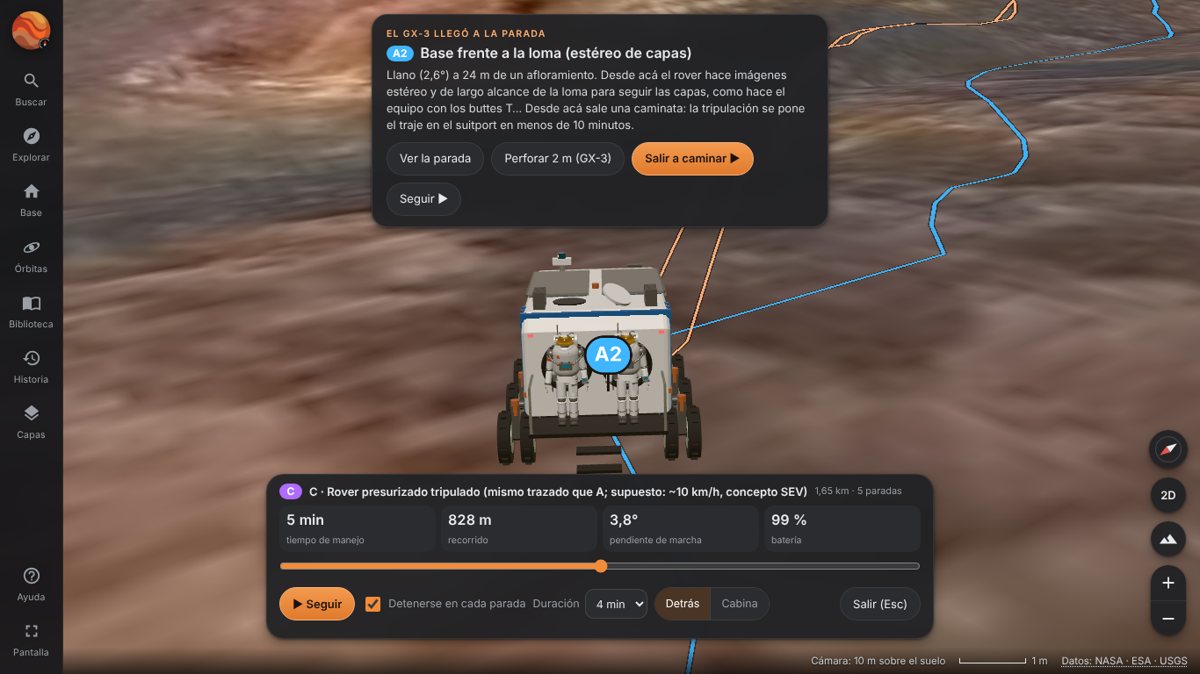 Buscar
Explorar
Base
Órbitas
Biblioteca
Historia
Capas
Ayuda
Pantalla
EL GX-3 LLEGÓ A LA PARADA
A2 Base frente a la loma (estéreo de capas)
Llano (2,6°) a 24 m de un afloramiento. Desde acá el rover hace imágenes
estéreo y de largo alcance de la loma para seguir las capas, como hace el
equipo con los buttes T... Desde acá sale una caminata: la tripulación se pone
el traje en el suitport en menos de 10 minutos.
Ver la parada
Perforar 2 m (GX-3)
Salir a caminar ▶
Seguir ▶
A2
C C · Rover presurizado tripulado (mismo trazado que A; supuesto: ~10 km/h, concepto SEV) 1,65 km · 5 paradas
5 min
tiempo de manejo
828 m
recorrido
3,8°
pendiente de marcha
99 %
batería
▶ Seguir
Detenerse en cada parada
Duración
4 min
Detrás
Cabina
Salir (Esc)
2D
+
−
Cámara: 10 m sobre el suelo
1 m
Datos: NASA · ESA · USGS